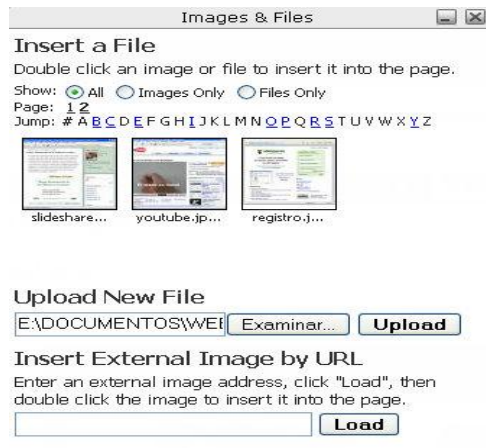 Images & Files
Insert a File
Double click an image or file to insert it into the page.
Show: All Images Only Files Only
Page: 1 2
Jump: # A B C D E F G H I J K L M N O P Q R S T U V W X Y Z
slideshare... youtube.jp... registro.j...
Upload New File
E:\DOCUMENTOS\WEB Examinar... Upload
Insert External Image by URL
Enter an external image address, click "Load", then
double click the image to insert it into the page.
Load